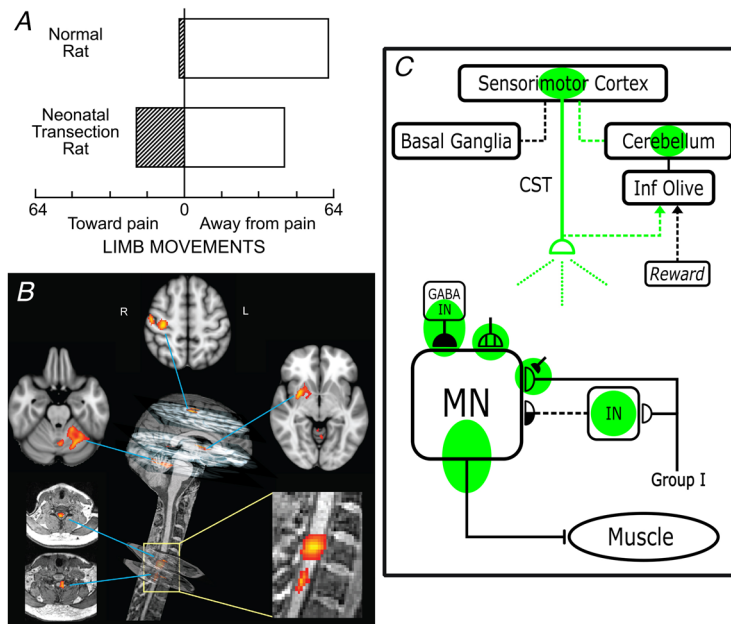 A
Normal
Rat
Neonatal
Transection
Rat
64
0
64
Toward pain
Away from pain
LIMB MOVEMENTS
B
R
L
C
Sensorimotor Cortex
Basal Ganglia
Cerebellum
CST
Inf Olive
Reward
GABA
IN
MN
IN
Group I
Muscle